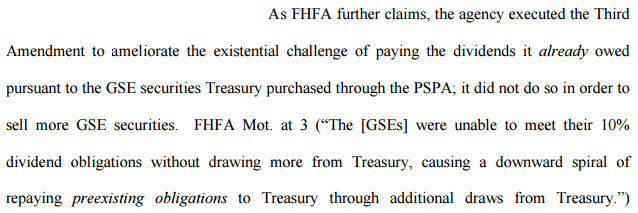 As FHFA further claims, the agency executed the Third
Amendment to ameliorate the existential challenge of paying the dividends it already owed
pursuant to the GSE securities Treasury purchased through the PSPA; it did not do so in order to
sell more GSE securities.  FHFA Mot. at 3 (“The [GSEs] were unable to meet their 10%
dividend obligations without drawing more from Treasury, causing a downward spiral of
repaying preexisting obligations to Treasury through additional draws from Treasury.”)